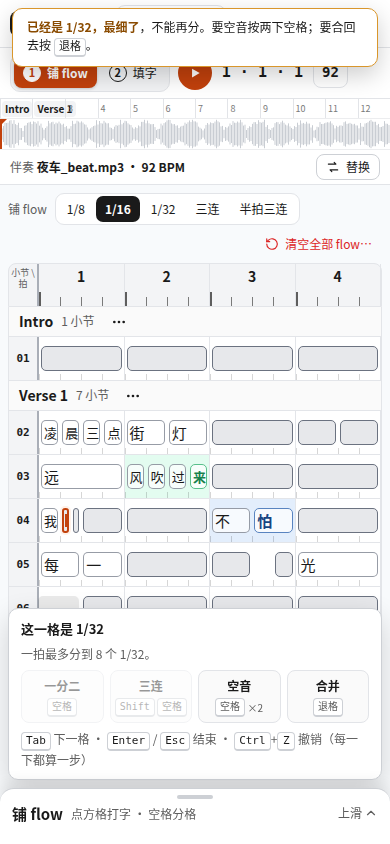 已经是 1/32，最细了，不能再分。要空音按两下空格；要合回
去按 退格。
1 铺 flow 2 填字 1 · 1 · 1 92
Intro Verse 1 4 5 6 7 8 9 10 11 12
伴奏 夜车_beat.mp3 · 92 BPM 替换
铺 flow 1/8 1/16 1/32 三连 半拍三连
清空全部 flow…
小节 \ 拍 1 2 3 4
Intro 1 小节 ···
01
Verse 1 7 小节 ···
02 凌 晨 三 点 街 灯
03 远 风 吹 过 来
04 我 不 怕
05 每 一 光
这一格是 1/32
一拍最多分到 8 个 1/32。
一分二 三连 空音 合并
空格 Shift 空格 空格 ×2 退格
Tab 下一格 · Enter / Esc 结束 · Ctrl+Z 撤销（每一
下都算一步）
铺 flow 点方格打字 · 空格分格 上滑